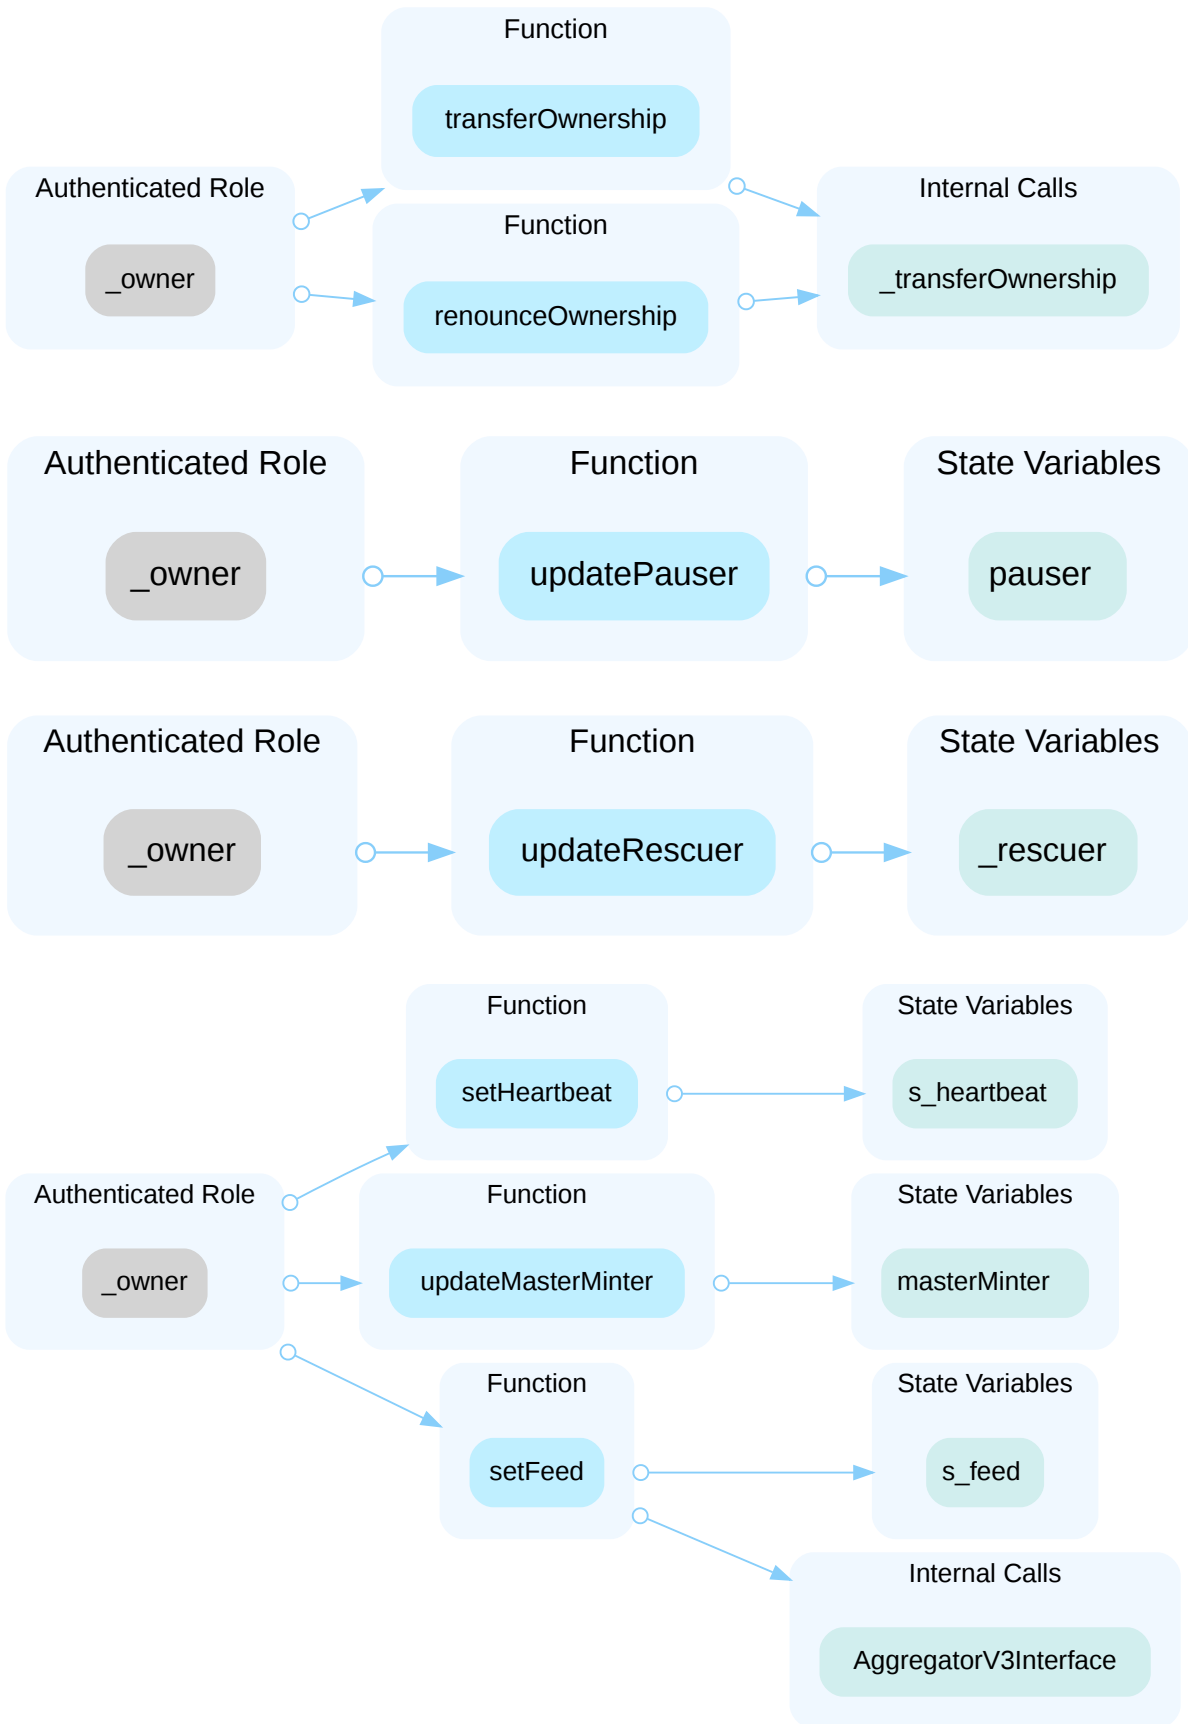 Function
transferOwnership
Authenticated Role
_owner
Function
renounceOwnership
Internal Calls
_transferOwnership
Authenticated Role
_owner
Function
updatePauser
State Variables
pauser
Authenticated Role
_owner
Function
updateRescuer
State Variables
_rescuer
Function
setHeartbeat
State Variables
s_heartbeat
Authenticated Role
_owner
Function
updateMasterMinter
State Variables
masterMinter
Function
setFeed
State Variables
s_feed
Internal Calls
AggregatorV3Interface